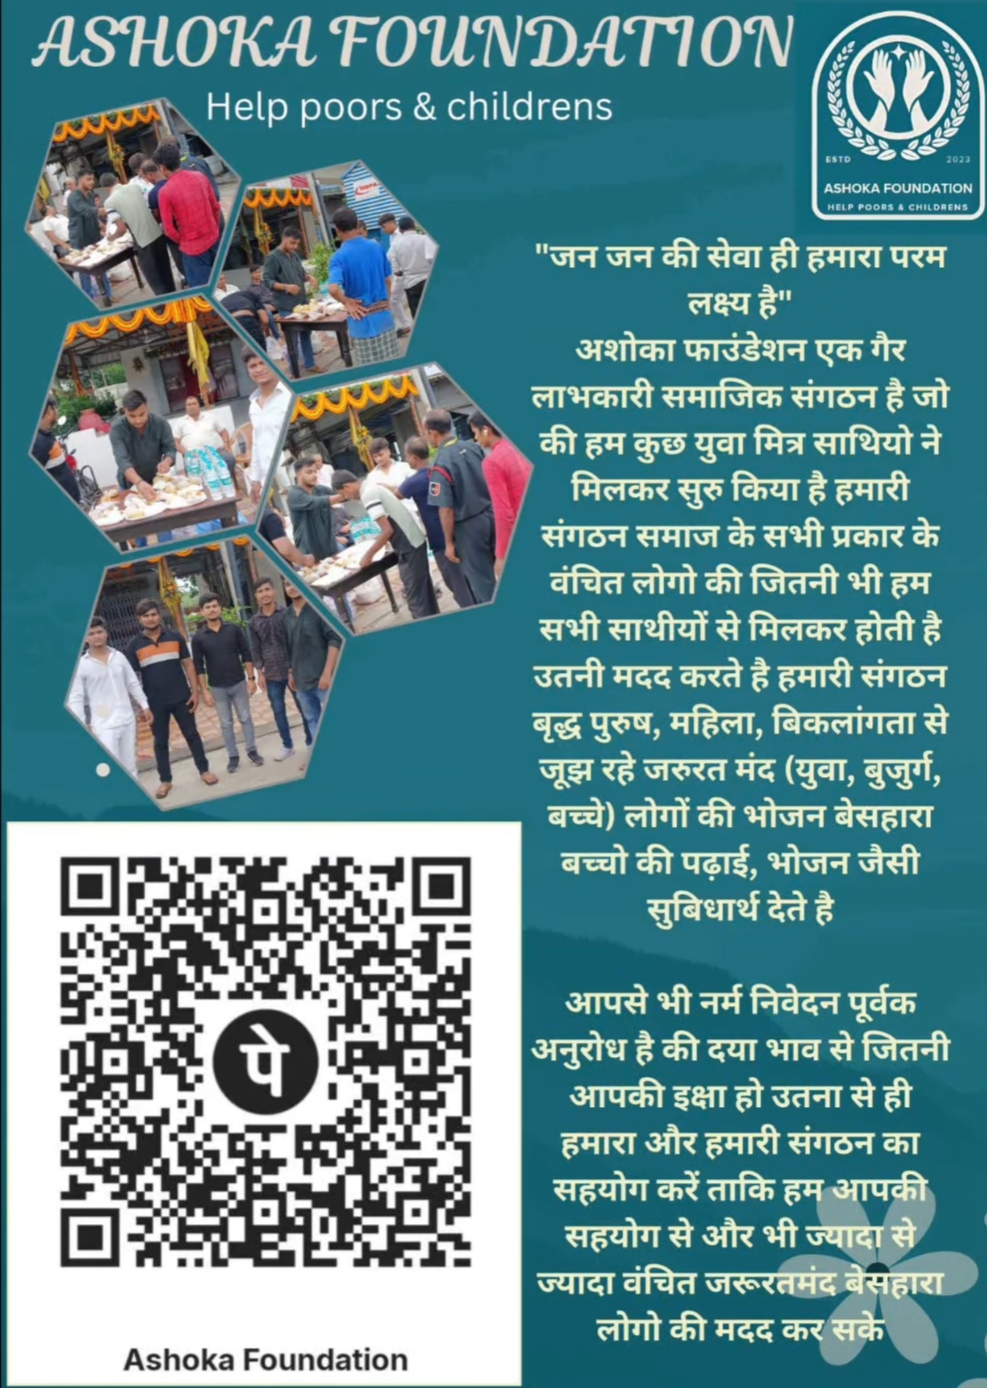 ASHOKA FOUNDATION
Help poors & childrens
ESTD 2023
ASHOKA FOUNDATION
HELP POORS & CHILDRENS
"जन जन की सेवा ही हमारा परम
लक्ष्य है"
अशोका फाउंडेशन एक गैर
लाभकारी समाजिक संगठन है जो
की हम कुछ युवा मित्र साथियो ने
मिलकर सुरु किया है हमारी
संगठन समाज के सभी प्रकार के
वंचित लोगो की जितनी भी हम
सभी साथीयों से मिलकर होती है
उतनी मदद करते है हमारी संगठन
बृद्ध पुरुष, महिला, बिकलांगता से
जूझ रहे जरुरत मंद (युवा, बुजुर्ग,
बच्चे) लोगों की भोजन बेसहारा
बच्चो की पढ़ाई, भोजन जैसी
सुबिधार्थ देते है
आपसे भी नर्म निवेदन पूर्वक
अनुरोध है की दया भाव से जितनी
आपकी इक्षा हो उतना से ही
हमारा और हमारी संगठन का
सहयोग करें ताकि हम आपकी
सहयोग से और भी ज्यादा से
ज्यादा वंचित जरूरतमंद बेसहारा
लोगो की मदद कर सके
पे
Ashoka Foundation